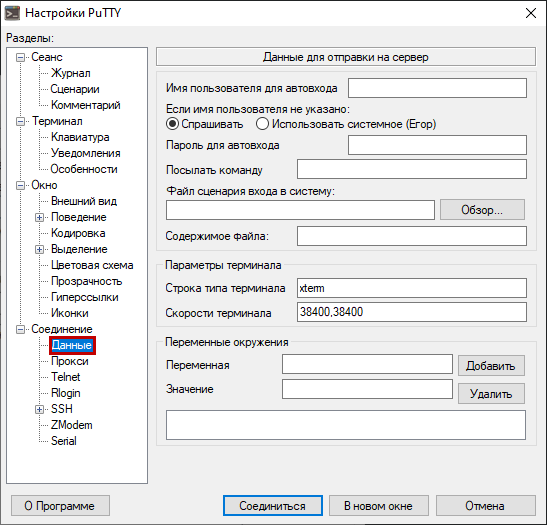 Настройки PuTTY
Разделы:
Сеанс
Журнал
Сценарии
Комментарий
Терминал
Клавиатура
Уведомления
Особенности
Окно
Внешний вид
Поведение
Кодировка
Выделение
Цветовая схема
Прозрачность
Гиперссылки
Иконки
Соединение
Данные
Прокси
Telnet
Rlogin
SSH
ZModem
Serial
Данные для отправки на сервер
Имя пользователя для автовхода
Если имя пользователя не указано:
Спрашивать Использовать системное (Егор)
Пароль для автовхода
Посылать команду
Файл сценария входа в систему:
Обзор...
Содержимое файла:
Параметры терминала
Строка типа терминала xterm
Скорости терминала 38400,38400
Переменные окружения
Переменная Добавить
Значение Удалить
О Программе Соединиться В новом окне Отмена